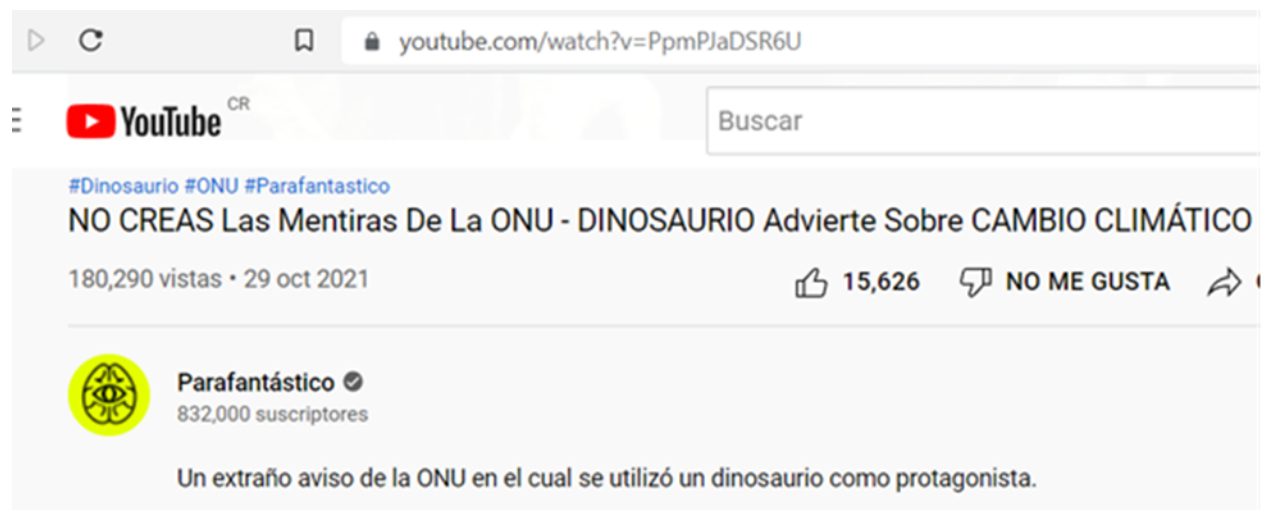 youtube.com/watch?v=PpmPJaDSR6U
YouTube CR
Buscar
#Dinosaurio #ONU #Parafantastico
NO CREAS Las Mentiras De La ONU - DINOSAURIO Advierte Sobre CAMBIO CLIMÁTICO
180,290 vistas • 29 oct 2021
15,626 NO ME GUSTA
Parafantástico
832,000 suscriptores
Un extraño aviso de la ONU en el cual se utilizó un dinosaurio como protagonista.